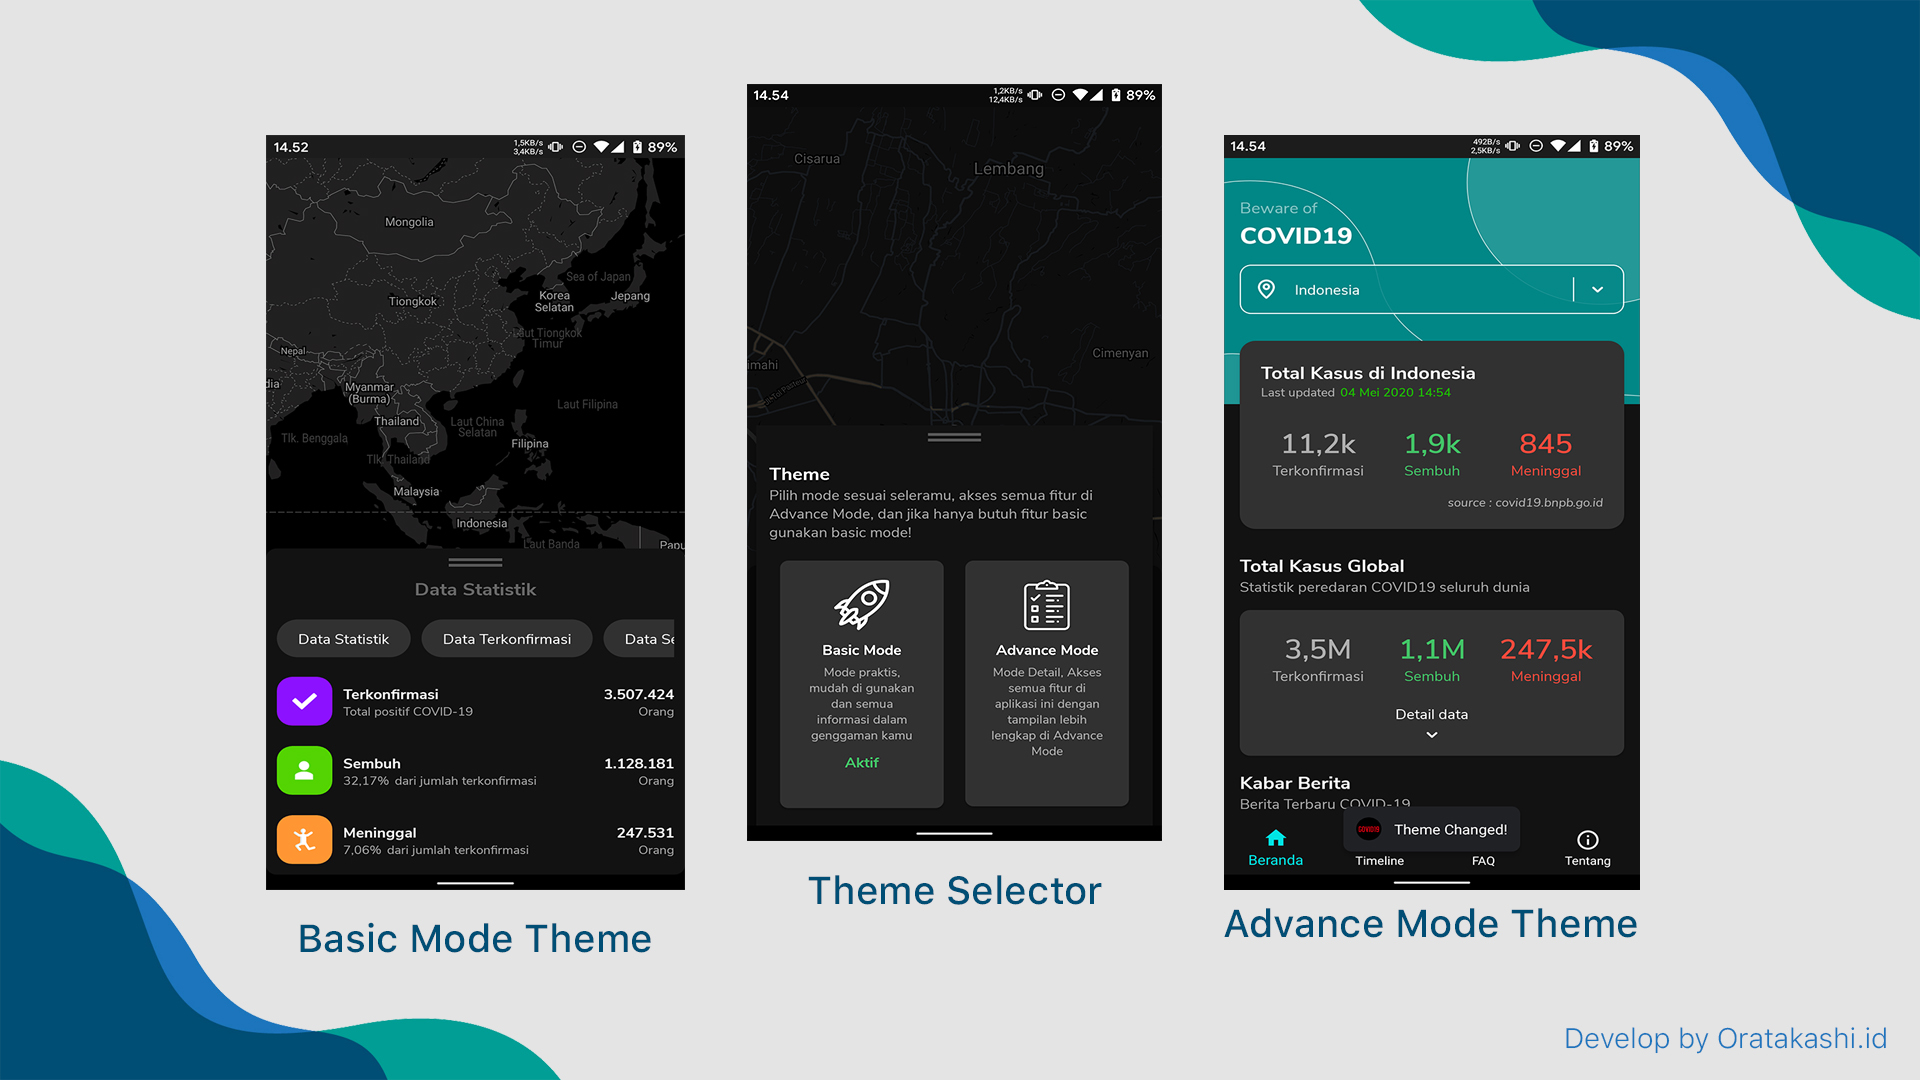 14.52
1,5KB/s
3,4KB/s
89%
Mongolia
Sea of Japan
Korea
Selatan
Jepang
Tiongkok
Laut Tiongkok
Timur
Nepal
dia
Myanmar
(Burma)
Laut Filipina
Thailand
Laut China
Selatan
Tlk. Benggala
Filipina
Tlk. Thailand
Malaysia
Indonesia
Laut Banda
Papu
Data Statistik
Data Statistik
Data Terkonfirmasi
Data Se
Terkonfirmasi
3.507.424
Total positif COVID-19
Orang
Sembuh
1.128.181
32,17% dari jumlah terkonfirmasi
Orang
Meninggal
247.531
7,06% dari jumlah terkonfirmasi
Orang
Basic Mode Theme
14.54
1,2KB/s
12,4KB/s
89%
Cisarua
Lembang
Cimenyan
imahi
Jl. Tol Pasteur
Theme
Pilih mode sesuai seleramu, akses semua fitur di
Advance Mode, dan jika hanya butuh fitur basic
gunakan basic mode!
Basic Mode
Mode praktis,
mudah di gunakan
dan semua
informasi dalam
genggaman kamu
Aktif
Advance Mode
Mode Detail, Akses
semua fitur di
aplikasi ini dengan
tampilan lebih
lengkap di Advance
Mode
Theme Selector
14.54
492B/s
2,5KB/s
89%
Beware of
COVID19
Indonesia
Total Kasus di Indonesia
Last updated 04 Mei 2020 14:54
11,2k
1,9k
845
Terkonfirmasi
Sembuh
Meninggal
source : covid19.bnpb.go.id
Total Kasus Global
Statistik peredaran COVID19 seluruh dunia
3,5M
1,1M
247,5k
Terkonfirmasi
Sembuh
Meninggal
Detail data
Kabar Berita
Berita Terbaru COVID-19
COVID19
Theme Changed!
Beranda
Timeline
FAQ
Tentang
Advance Mode Theme
Develop by Oratakashi.id